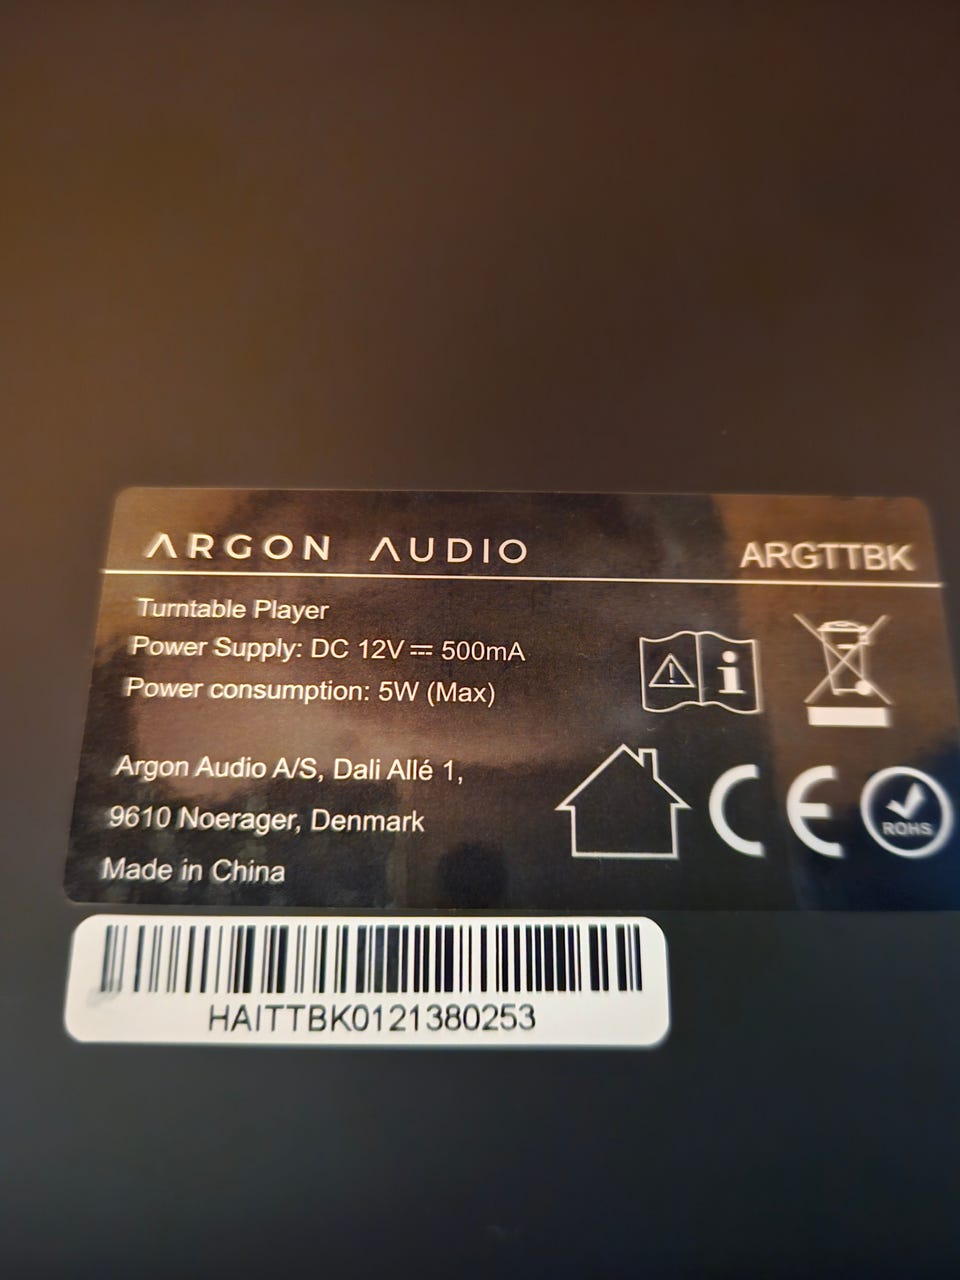 ARGON AUDIO ARGTTBK
Turntable Player
Power Supply: DC 12V ⎓ 500mA
Power consumption: 5W (Max)
Argon Audio A/S, Dali Allé 1,
9610 Noerager, Denmark
Made in China
i
CE
ROHS
HAITTBK0121380253